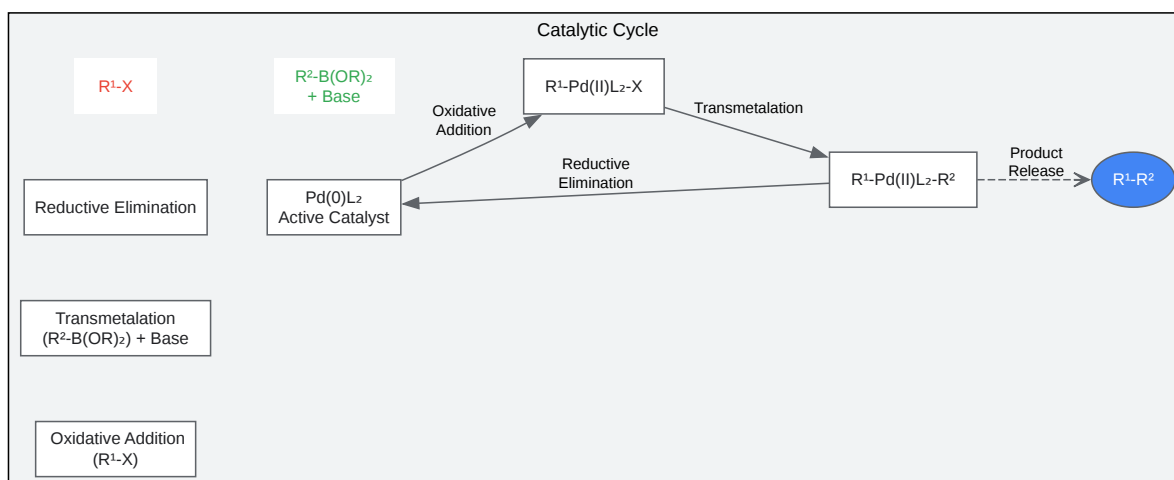 Catalytic Cycle
R¹-X
R²-B(OR)₂
+ Base
R¹-Pd(II)L₂-X
Oxidative
Addition
Transmetalation
Reductive
Elimination
Product
Release
Reductive Elimination
Pd(0)L₂
Active Catalyst
R¹-Pd(II)L₂-R²
R¹-R²
Transmetalation
(R²-B(OR)₂) + Base
Oxidative Addition
(R¹-X)